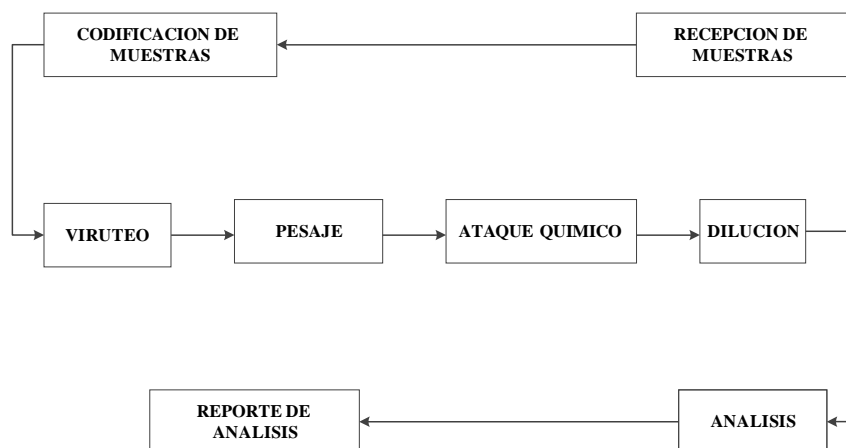 CODIFICACION DE
MUESTRAS
RECEPCION DE
MUESTRAS
VIRUTEO
PESAJE
ATAQUE QUIMICO
DILUCION
REPORTE DE
ANALISIS
ANALISIS